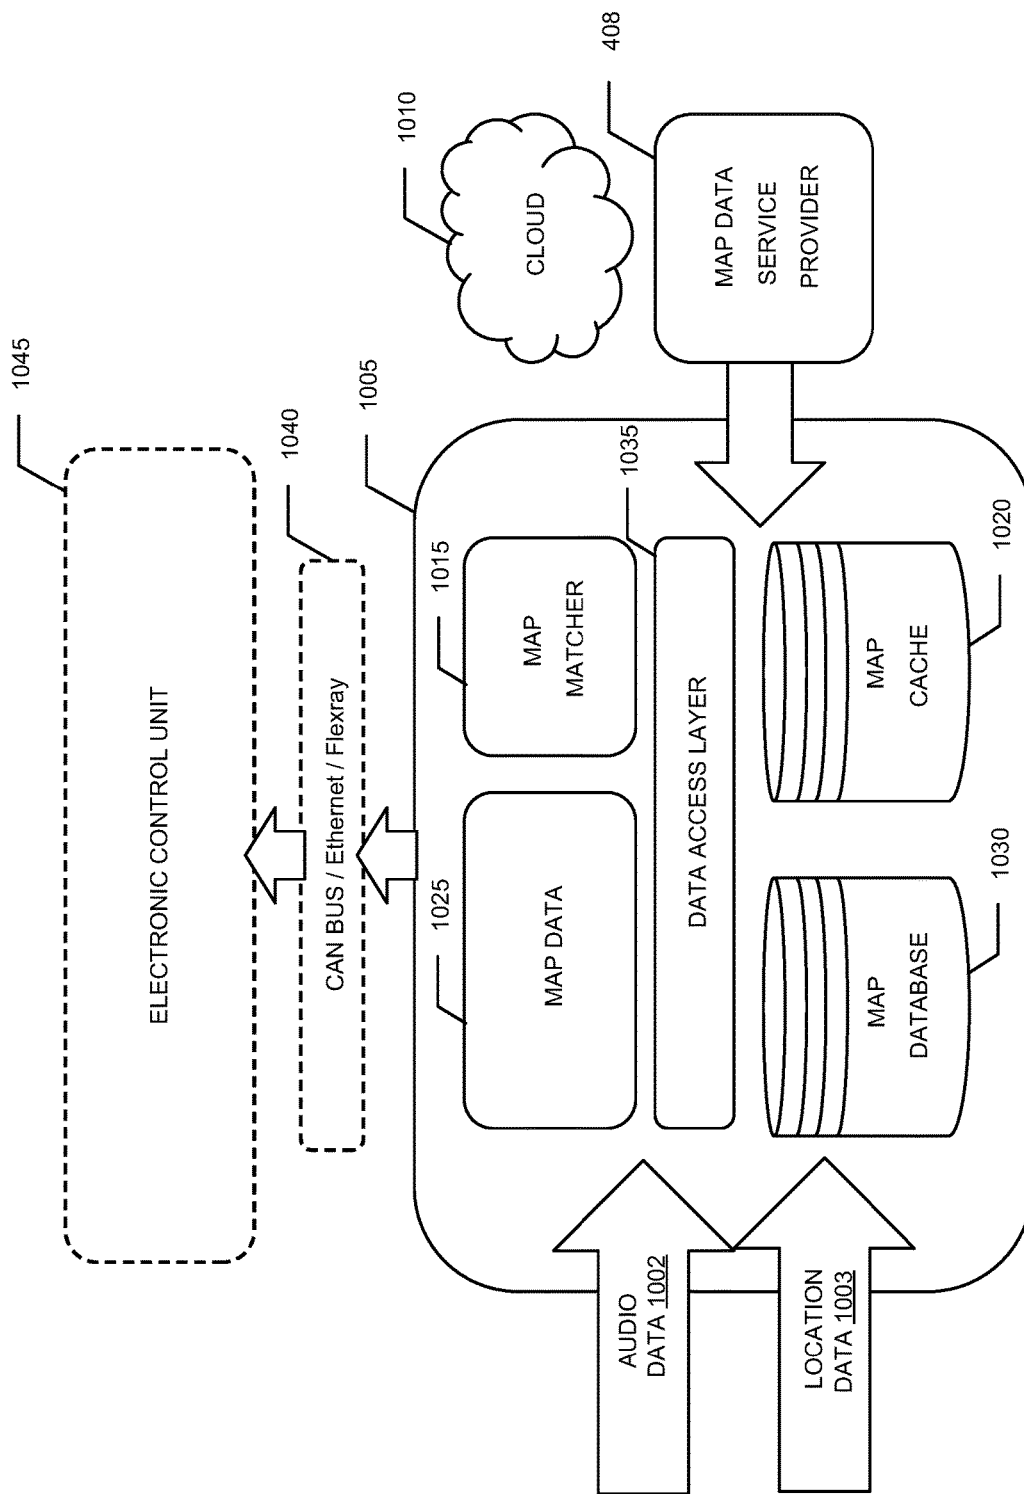 1045
ELECTRONIC CONTROL UNIT
1040
CAN BUS / Ethernet / Flexray
1005
1010
CLOUD
408
MAP DATA
SERVICE
PROVIDER
1025
MAP DATA
1015
MAP
MATCHER
1035
DATA ACCESS LAYER
AUDIO
DATA 1002
LOCATION
DATA 1003
MAP
DATABASE
1030
MAP
CACHE
1020